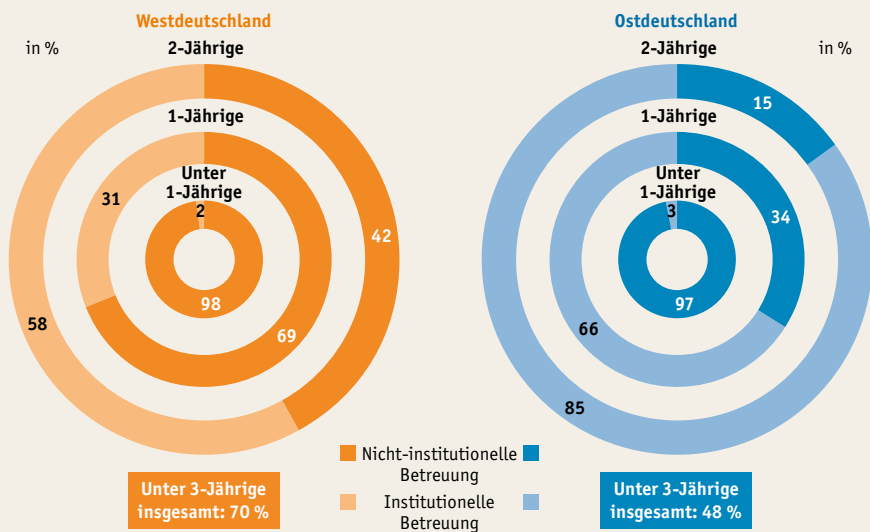 Westdeutschland
in %
2-Jährige
1-Jährige
Unter
1-Jährige
2
31
42
98
69
58
Unter 3-Jährige
insgesamt: 70 %
Ostdeutschland
2-Jährige
in %
15
1-Jährige
Unter
1-Jährige
3
34
97
66
85
Nicht-institutionelle
Betreuung
Institutionelle
Betreuung
Unter 3-Jährige
insgesamt: 48 %